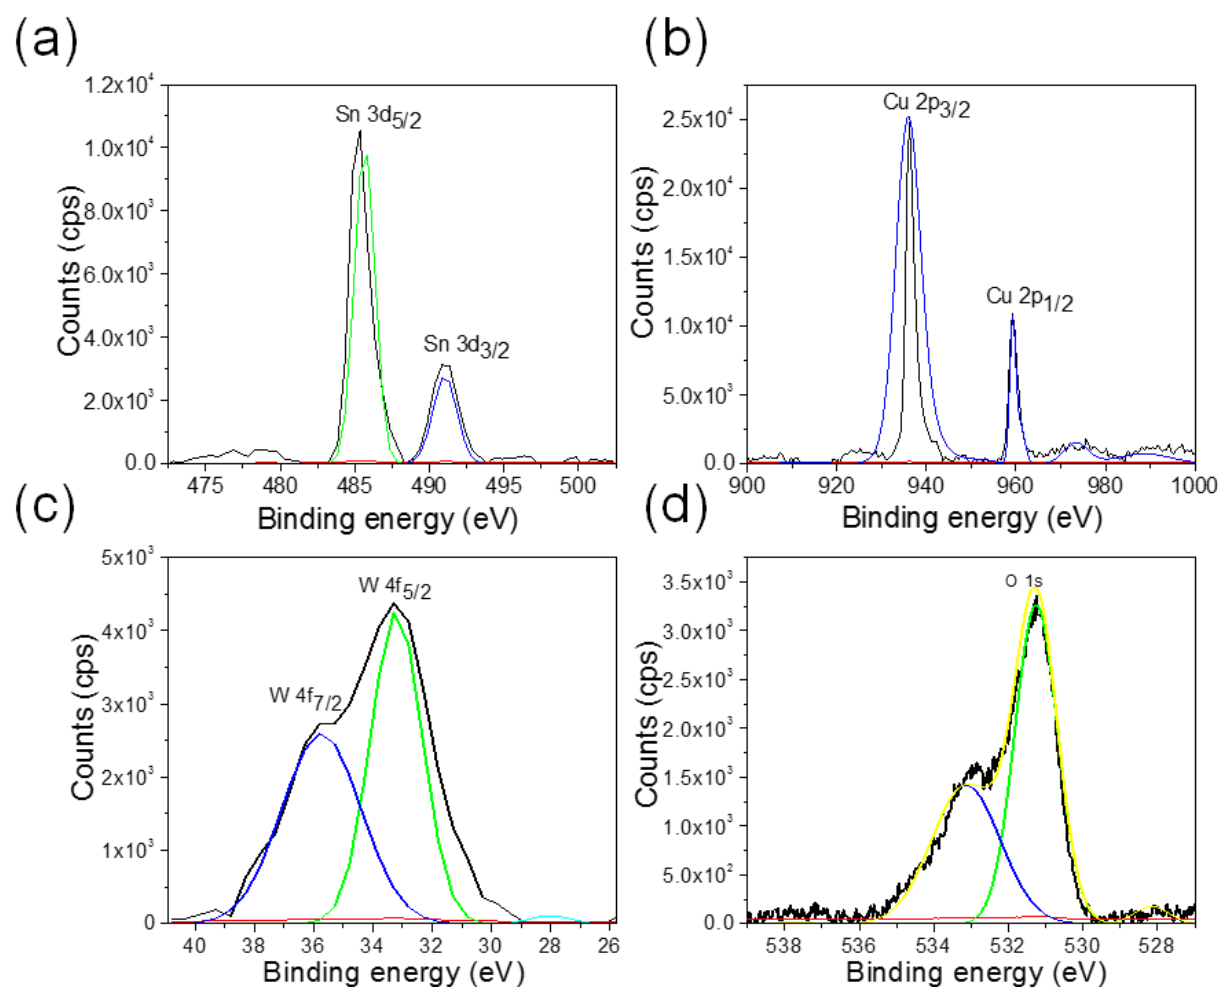 (a)
(b)
1.2x10⁴
1.0x10⁴
8.0x10³
6.0x10³
4.0x10³
2.0x10³
0.0
Counts (cps)
Sn 3d5/2
Sn 3d3/2
475 480 485 490 495 500
Binding energy (eV)
2.5x10⁴
2.0x10⁴
1.5x10⁴
1.0x10⁴
5.0x10³
0.0
Counts (cps)
Cu 2p3/2
Cu 2p1/2
900 920 940 960 980 1000
Binding energy (eV)
(c)
(d)
5x10³
4x10³
3x10³
2x10³
1x10³
0
Counts (cps)
W 4f5/2
W 4f7/2
40 38 36 34 32 30 28 26
Binding energy (eV)
3.5x10³
3.0x10³
2.5x10³
2.0x10³
1.5x10³
1.0x10³
5.0x10²
0.0
Counts (cps)
O 1s
538 536 534 532 530 528
Binding energy (eV)